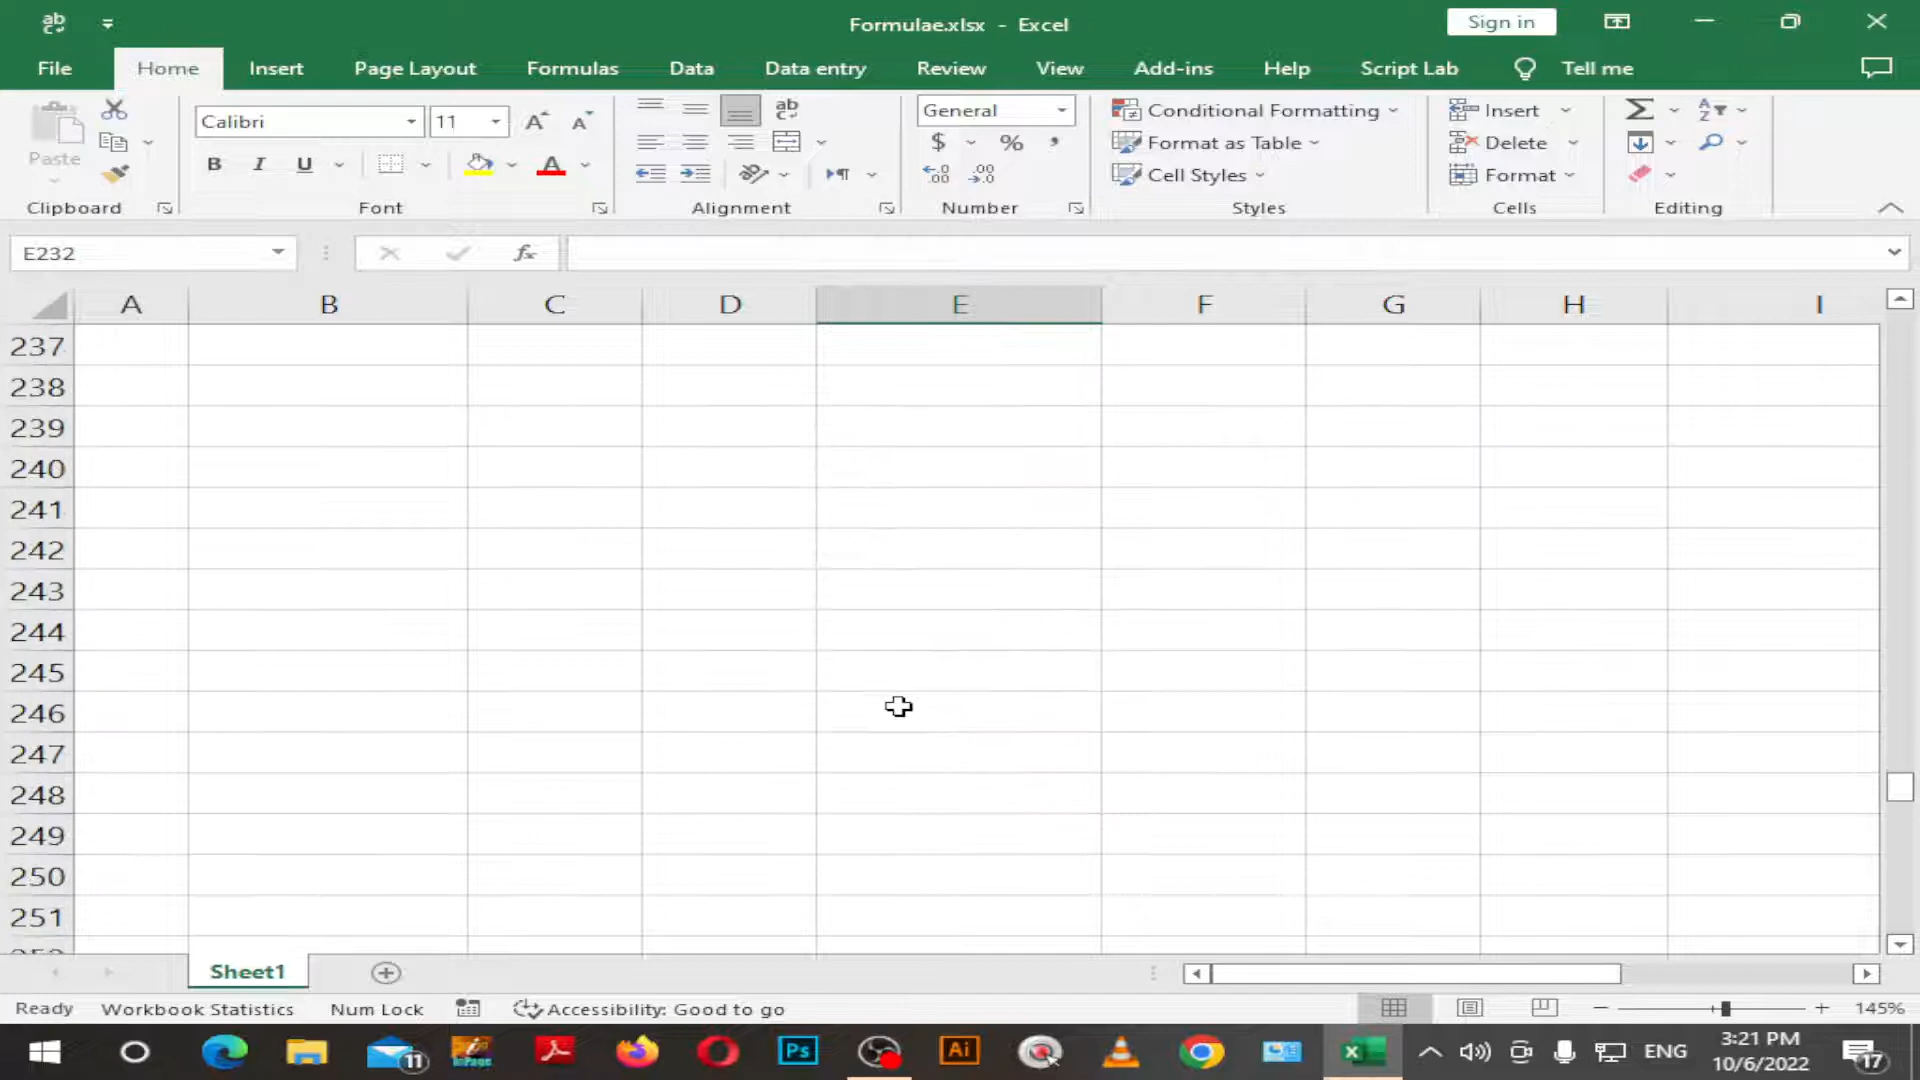 Formulae.xlsx - Excel
Sign in
File Home Insert Page Layout Formulas Data Data entry Review View Add-ins Help Script Lab Tell me
Paste
Calibri 11
General
Conditional Formatting
Format as Table
Cell Styles
Insert
Delete
Format
Clipboard Font Alignment Number Styles Cells Editing
E232
A B C D E F G H I
237
238
239
240
241
242
243
244
245
246
247
248
249
250
251
Sheet1
Ready Workbook Statistics Num Lock Accessibility: Good to go 145%
11
Ps
Ai
ENG
3:21 PM
10/6/2022
17